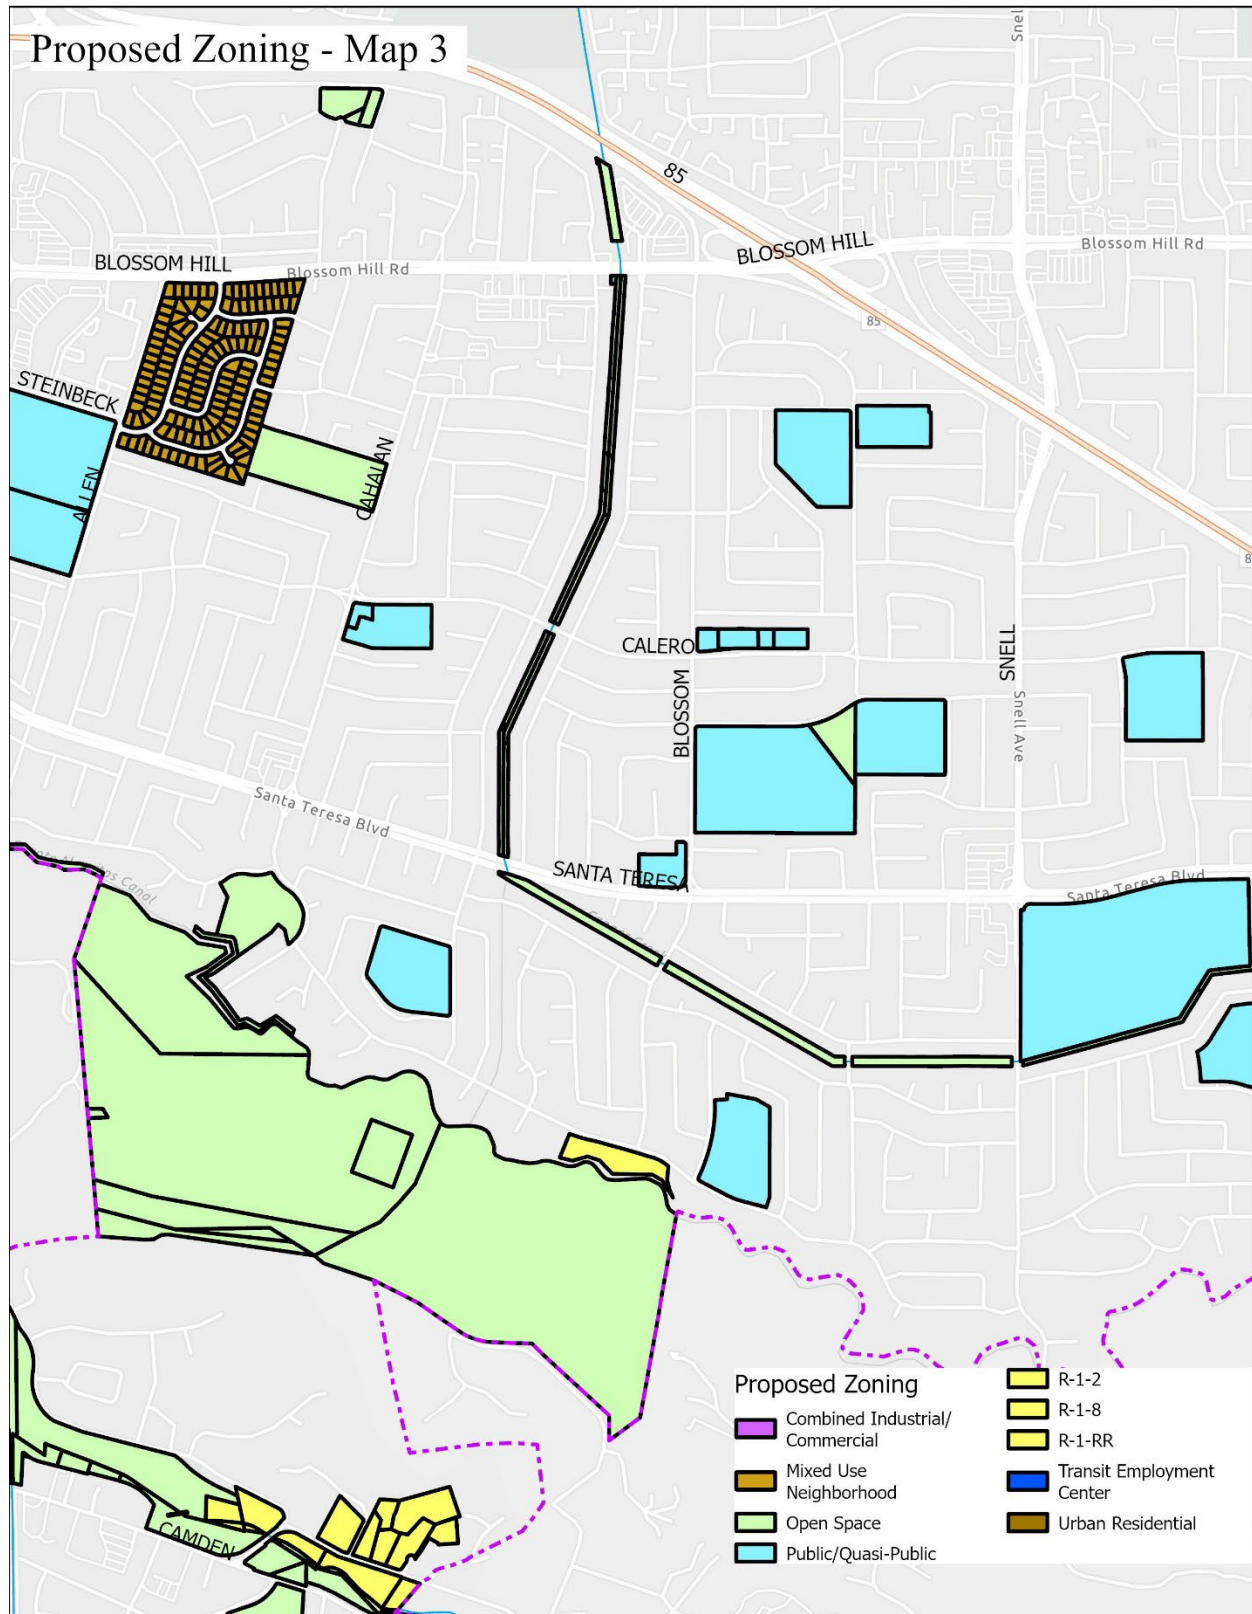 Proposed Zoning - Map 3
Snel
85
BLOSSOM HILL
Blossom Hill Rd
BLOSSOM HILL
Blossom Hill Rd
85
STEINBECK
CAHALAN
ALLEN
8
CALERO
SNELL
BLOSSOM
Snell Ave
Santa Teresa Blvd
SANTA TERESA
Santa Teresa Blvd
Canal
CAMDEN
Proposed Zoning
Combined Industrial/
Commercial
Mixed Use
Neighborhood
Open Space
Public/Quasi-Public
R-1-2
R-1-8
R-1-RR
Transit Employment
Center
Urban Residential